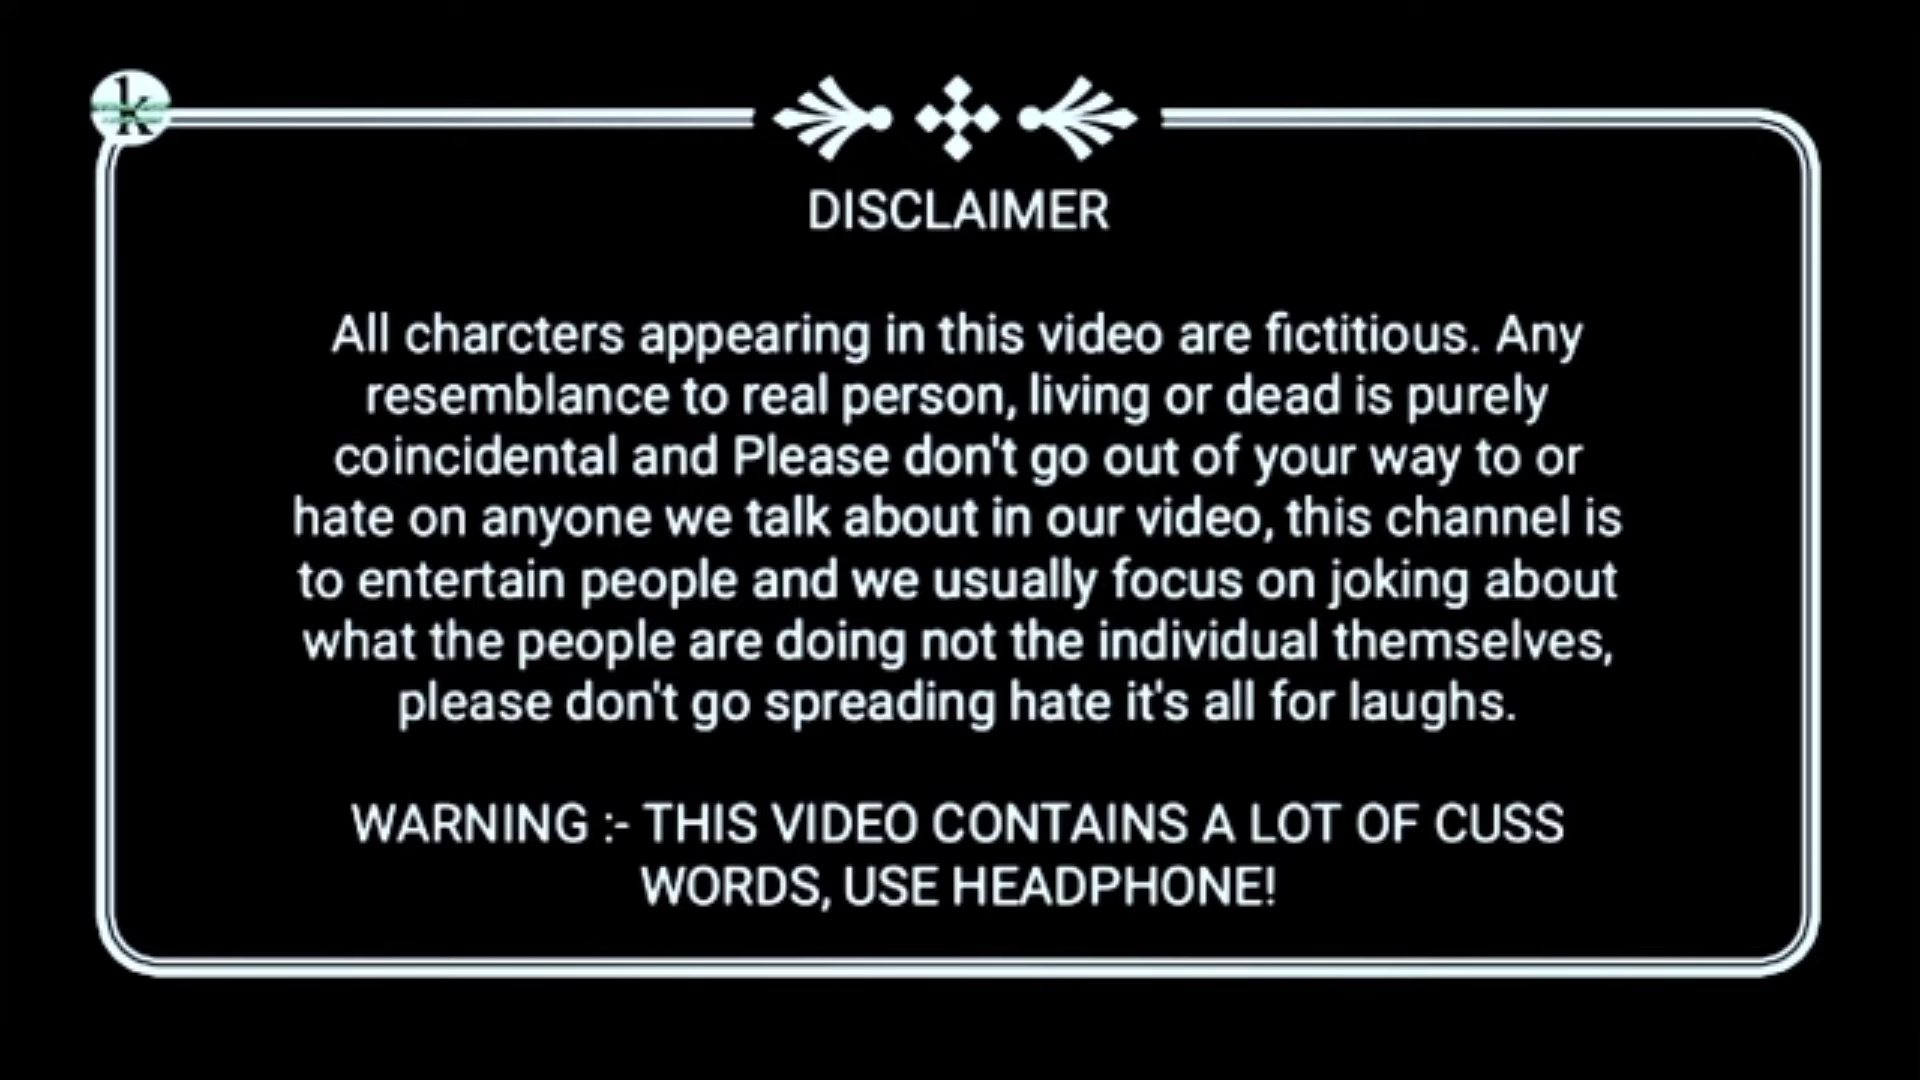 1k
DISCLAIMER
All charcters appearing in this video are fictitious. Any
resemblance to real person, living or dead is purely
coincidental and Please don't go out of your way to or
hate on anyone we talk about in our video, this channel is
to entertain people and we usually focus on joking about
what the people are doing not the individual themselves,
please don't go spreading hate it's all for laughs.
WARNING :- THIS VIDEO CONTAINS A LOT OF CUSS
WORDS, USE HEADPHONE!